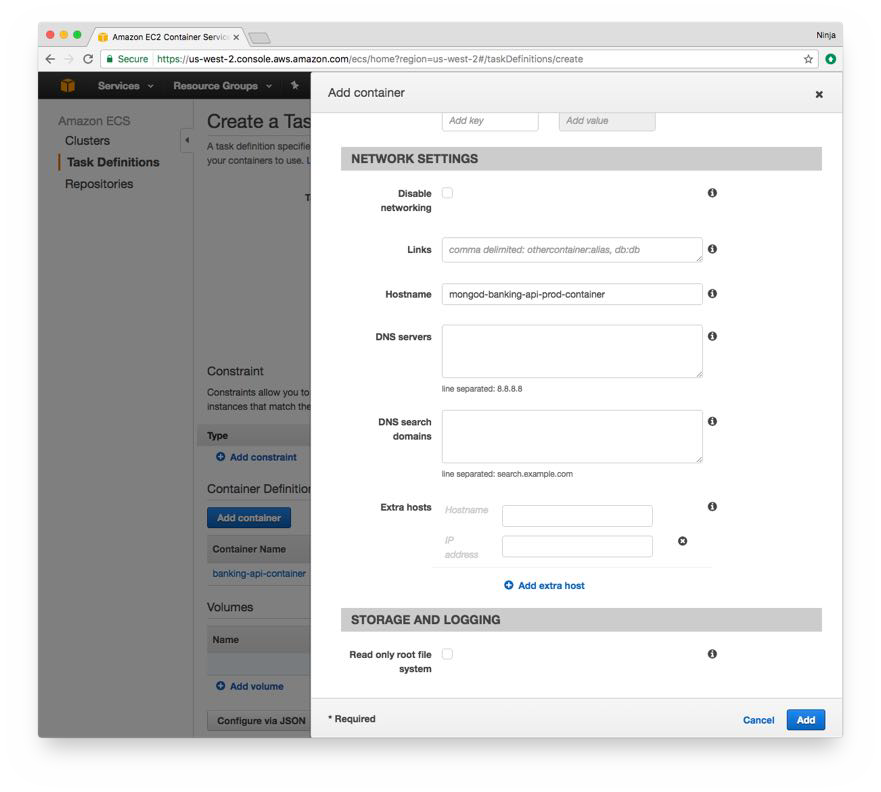 Amazon EC2 Container Servic
Ninja
Secure
https://us-west-2.console.aws.amazon.com/ecs/home?region=us-west-2#/taskDefinitions/create
Services
Resource Groups
Amazon ECS
Clusters
Task Definitions
Repositories
Create a Tas
A task definition specifie
your containers to use. L
T
Constraint
Constraints allow you to
instances that match the
Type
Add constraint
Container Definition
Add container
Container Name
banking-api-container
Volumes
Name
Add volume
Configure via JSON
Add container
Add key
Add value
NETWORK SETTINGS
Disable
networking
Links
comma delimited: othercontainer:alias, db:db
Hostname
mongod-banking-api-prod-container
DNS servers
line separated: 8.8.8.8
DNS search
domains
line separated: search.example.com
Extra hosts
Hostname
IP
address
Add extra host
STORAGE AND LOGGING
Read only root file
system
* Required
Cancel
Add